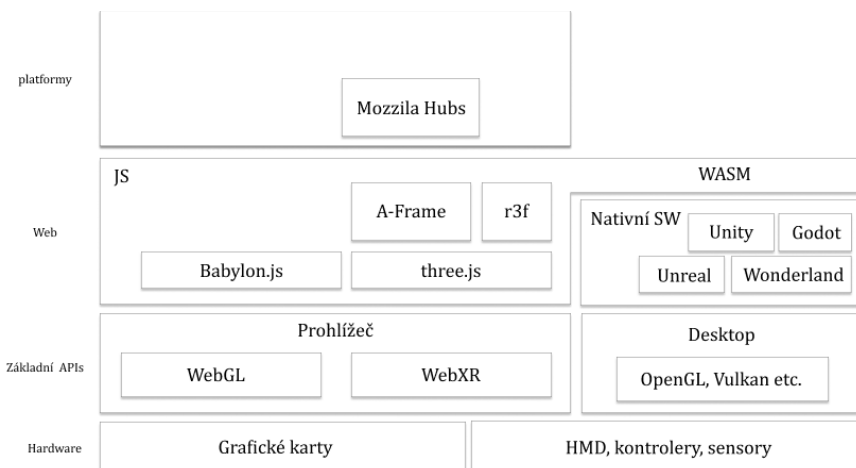 platformy
Mozzila Hubs
JS
WASM
Web
A-Frame
r3f
Nativní SW
Unity
Godot
Babylon.js
three.js
Unreal
Wonderland
Prohlížeč
Desktop
Základní APIs
WebGL
WebXR
OpenGL, Vulkan etc.
Hardware
Grafické karty
HMD, kontrolery, sensory